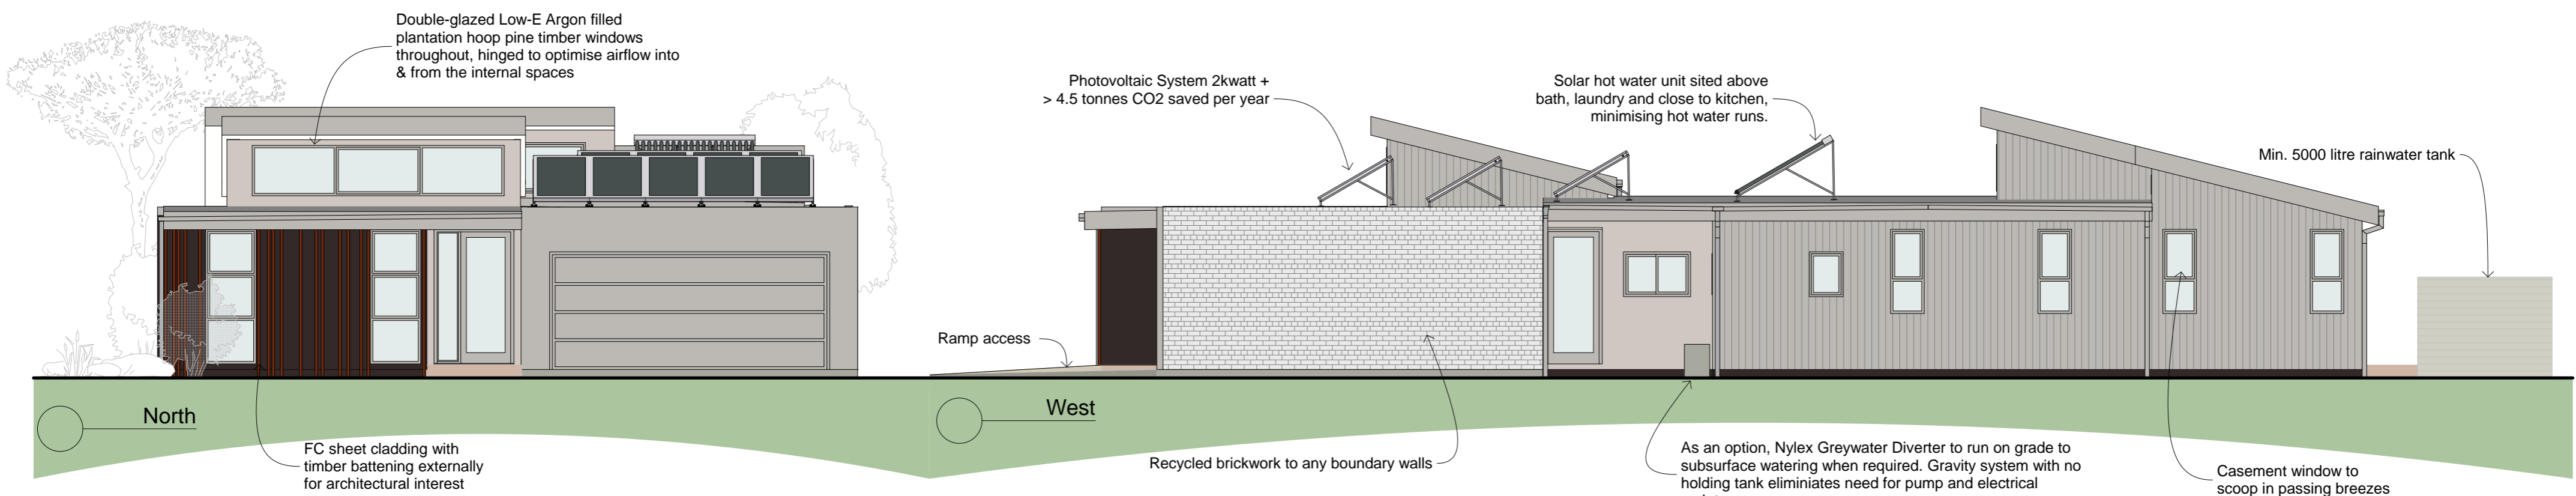 Double-glazed Low-E Argon filled
plantation hoop pine timber windows
throughout, hinged to optimise airflow into
& from the internal spaces
Photovoltaic System 2kwatt +
> 4.5 tonnes CO2 saved per year
Solar hot water unit sited above
bath, laundry and close to kitchen,
minimising hot water runs.
Min. 5000 litre rainwater tank
Ramp access
North
West
FC sheet cladding with
timber battening externally
for architectural interest
Recycled brickwork to any boundary walls
As an option, Nylex Greywater Diverter to run on grade to
subsurface watering when required. Gravity system with no
holding tank eliminiates need for pump and electrical
Casement window to
scoop in passing breezes